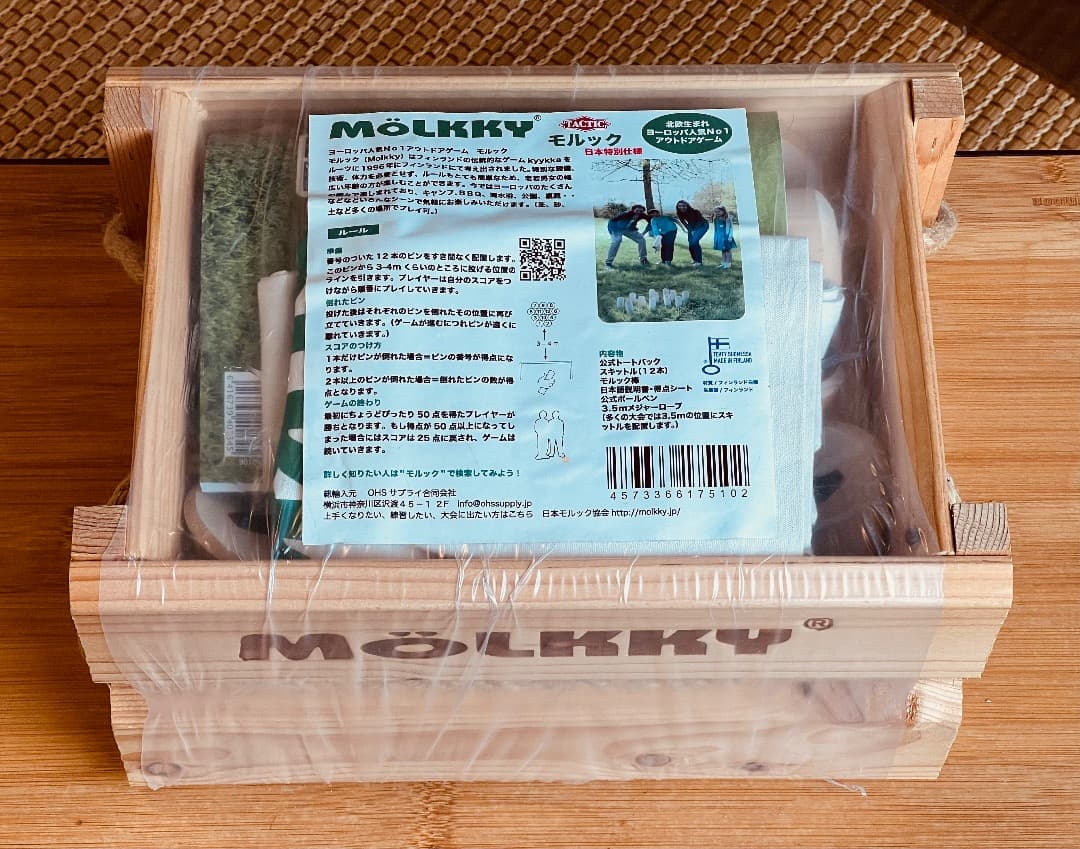 MÖLKKY®
TACTIC
モルック
日本特別仕様
北欧生まれ
ヨーロッパ人気No1
アウトドアゲーム
ヨーロッパ人気No1アウトドアゲーム モルック
モルック (Molkky) はフィンランドの伝統的なゲーム Kyykkaを
ルーツに1996年にフィンランドにて考え出されました。特別な
技術、体力を必要とせず、ルールもとても簡単なため、老若男女の幅
広い年齢の方が楽しむことができます。今ではヨーロッパのたくさん
で楽しまれており、キャンプ、BBQ、海水浴、公園、裏庭・・
などなどいろんなシーンで気軽にお楽しみいただけます。(芝、砂、
土など多くの場所でプレイ可。)
ルール
準備
番号のついた12本のピンをすき間なく配置します。
このピンから3-4mくらいのところに投げる位置の
ラインを引きます。プレイヤーは自分のスコアをつ
けながら順番にプレイしていきます。
倒れたピン
投げた後はそれぞれのピンを倒れたその位置に再び
立てていきます。(ゲームが進むにつれピンが遠くに
離れていきます。)
スコアのつけ方
1本だけピンが倒れた場合=ピンの番号が得点にな
ります。
2本以上のピンが倒れた場合=倒れたピンの数が得
点となります。
ゲームの終わり
最初にちょうどぴったり50点を得たプレイヤーが
勝ちとなります。もし得点が50点以上になってし
まった場合にはスコアは25点に戻され、ゲームは
続いていきます。
3-4m
内容物
公式トートバック
スキットル(12本)
モルック棒
日本語説明書・得点シート
公式ボールペン
3.5mメジャーロープ
(多くの大会では3.5mの位置にスキ
ットルを配置します。)
TEHTY SUOMESSA
MADE IN FINLAND
4573366175102
詳しく知りたい人は"モルック"で検索してみよう!
総輸入元 OHSサプライ合同会社
横浜市神奈川区沢渡45-1 2F info@ohssupply.jp
上手くなりたい、練習したい、大会に出たい方はこちら 日本モルック協会 http://molkky.jp/
MÖLKKY®